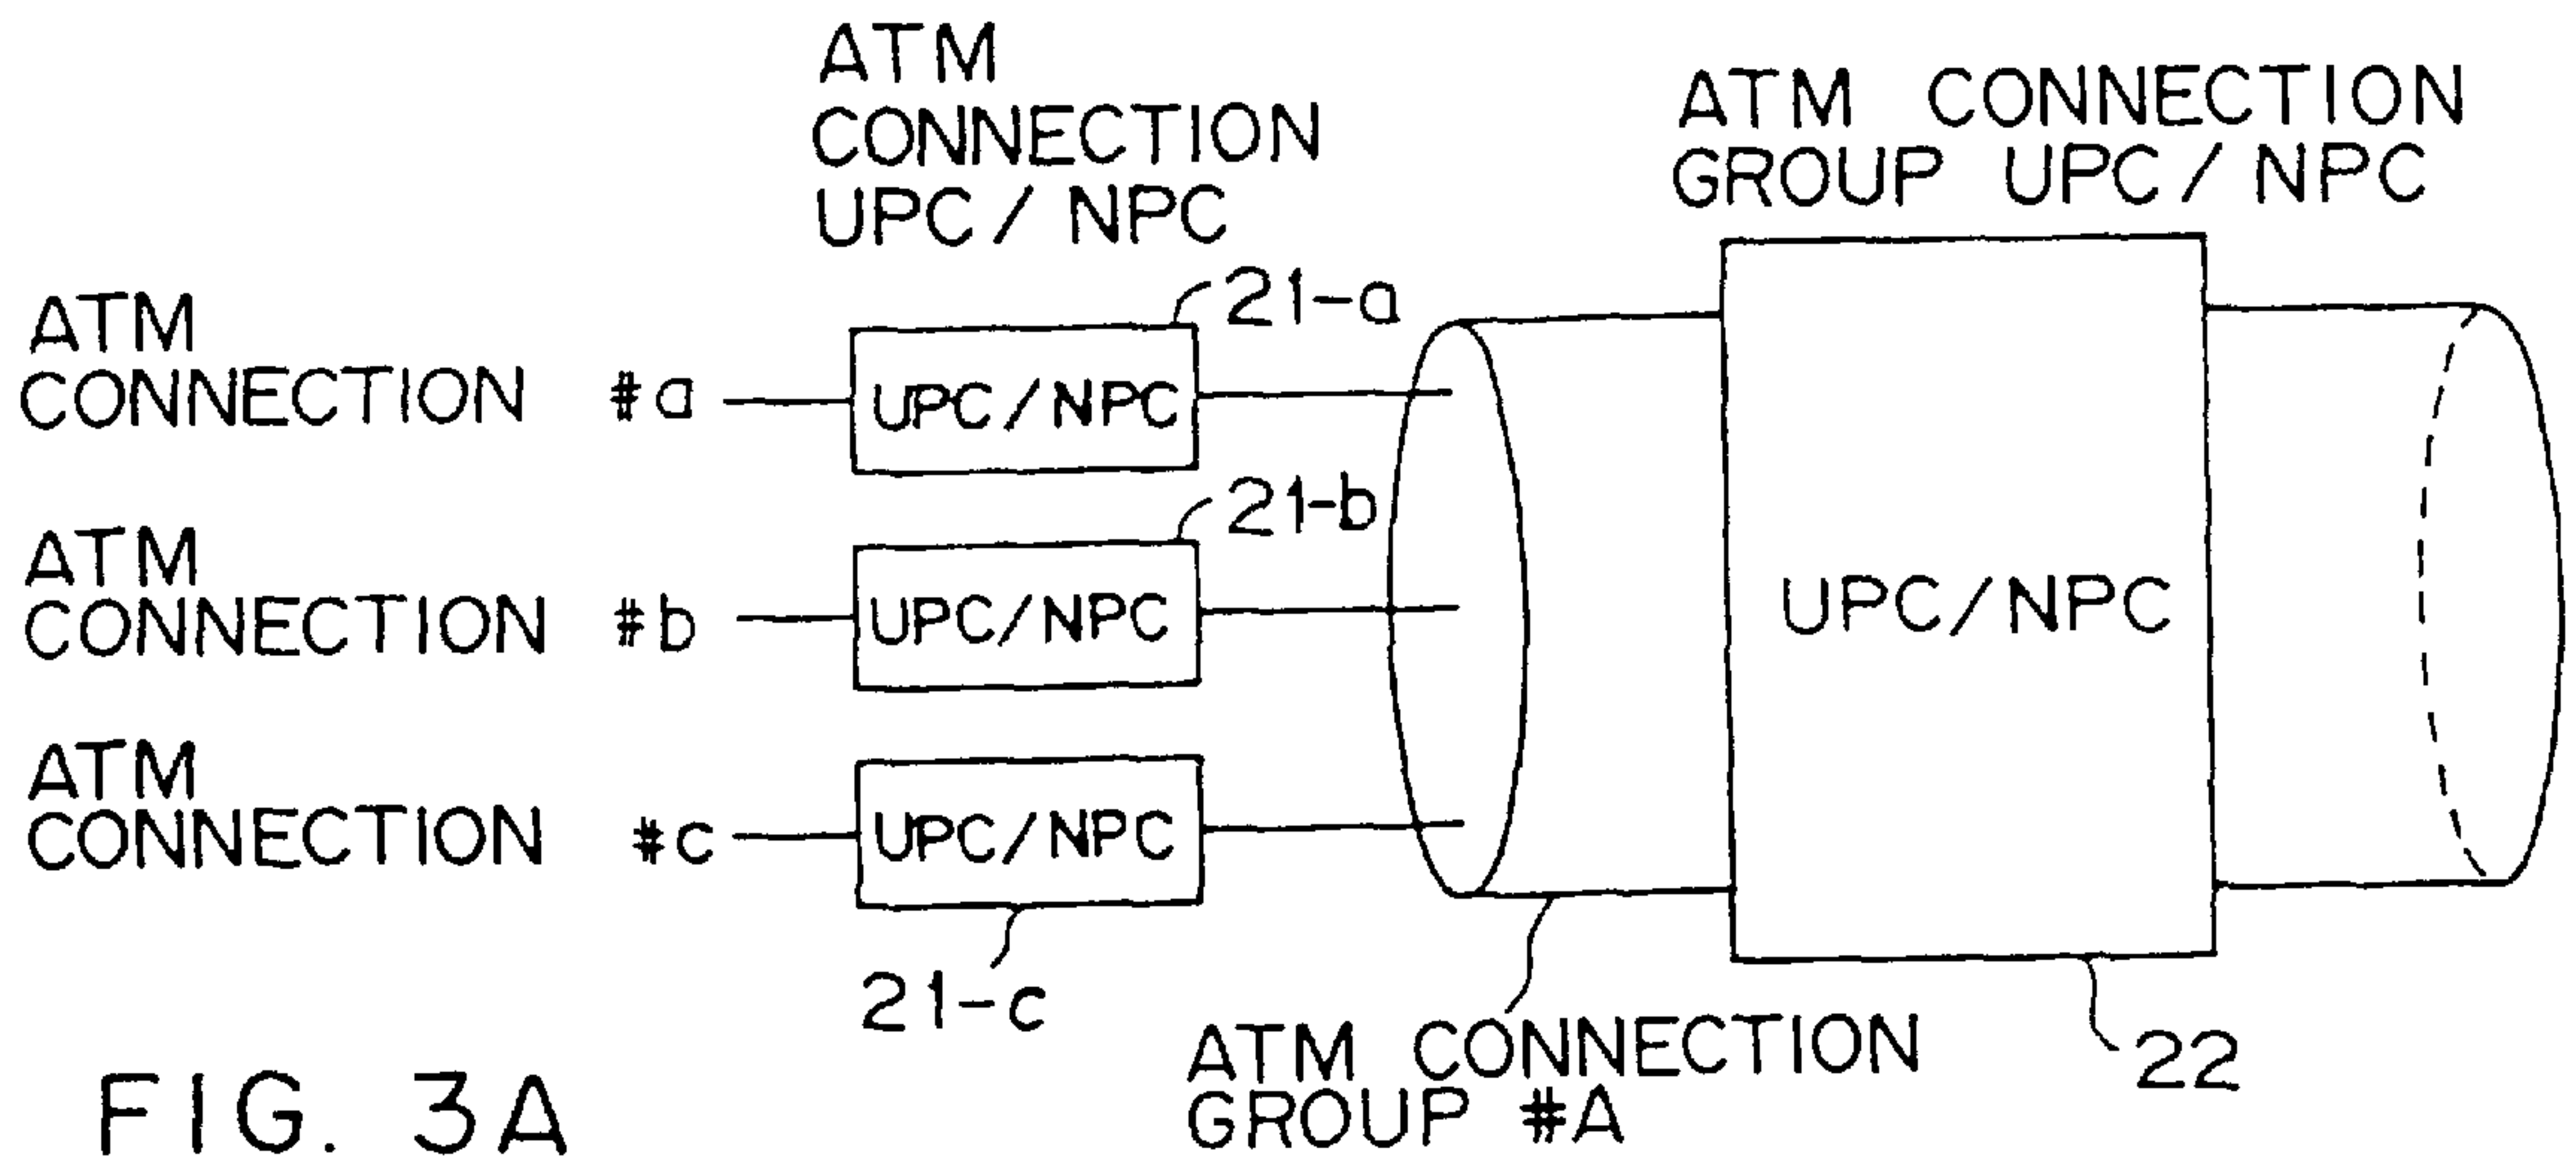 ATM
CONNECTION
UPC/NPC
ATM CONNECTION
GROUP UPC/NPC
ATM
CONNECTION #a
21-a
UPC/NPC
ATM
CONNECTION #b
21-b
UPC/NPC
UPC/NPC
ATM
CONNECTION #c
UPC/NPC
21-c
ATM CONNECTION
GROUP #A
22
FIG. 3A